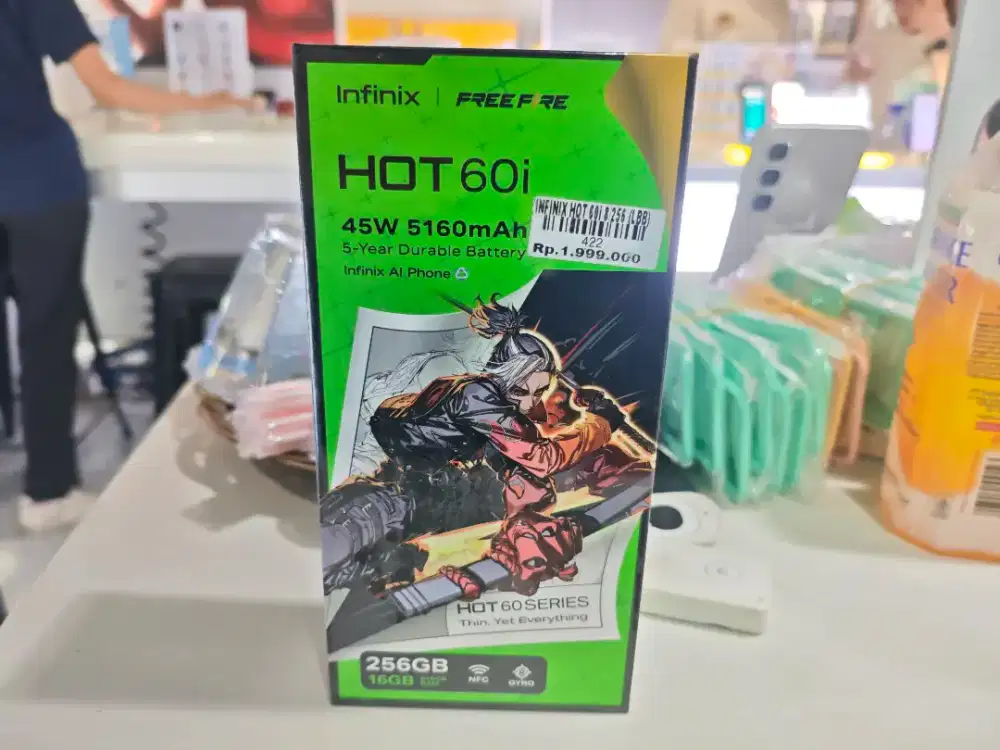 Infinix | FREE FIRE
HOT 60i
INFINIX HOT 60I 8.256 (LBB)
422
Rp.1.999.000
45W 5160mAh
5-Year Durable Battery
Infinix AI Phone
HOT 60 SERIES
Thin. Yet Everything
256GB
16GB
NFC
GYRO